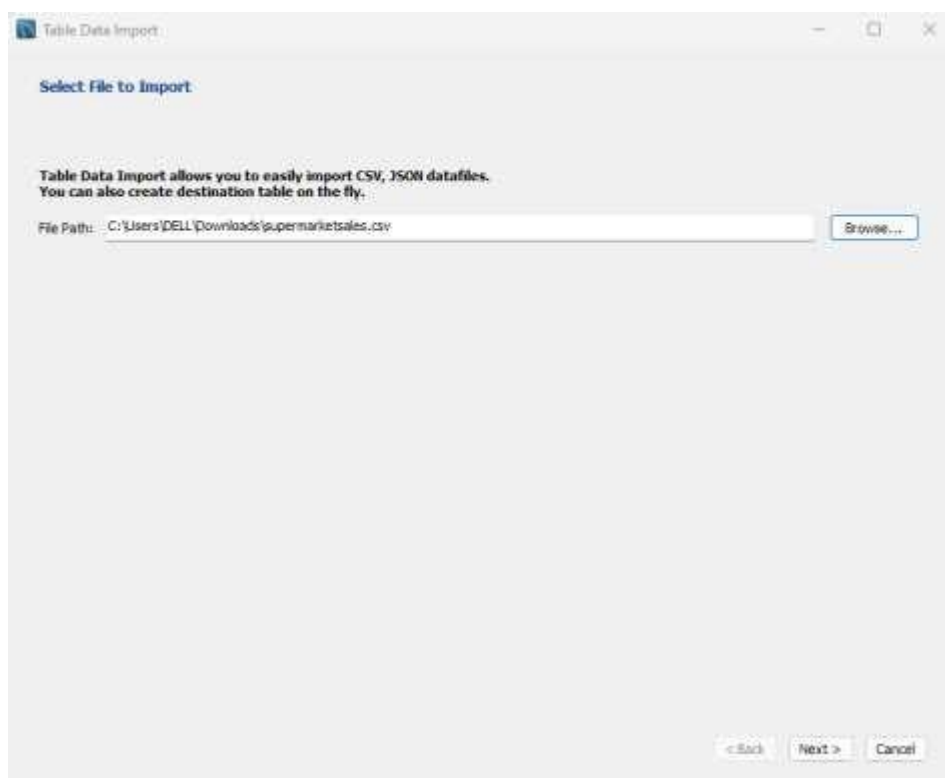 Table Data Import
Select File to Import
Table Data Import allows you to easily import CSV, JSON datafiles.
You can also create destination table on the fly.
File Path: C:\Users\DELL\Downloads\supermarketsales.csv
Browse...
< Back Next > Cancel